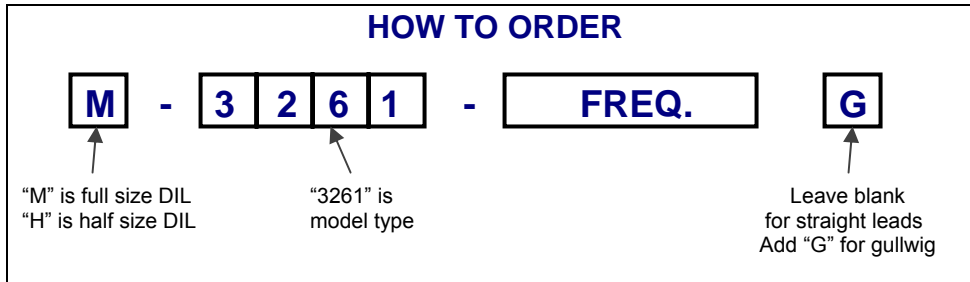 HOW TO ORDER
M - 3 2 6 1 - FREQ. G
“M” is full size DIL
“H” is half size DIL
“3261” is
model type
Leave blank
for straight leads
Add “G” for gullwig